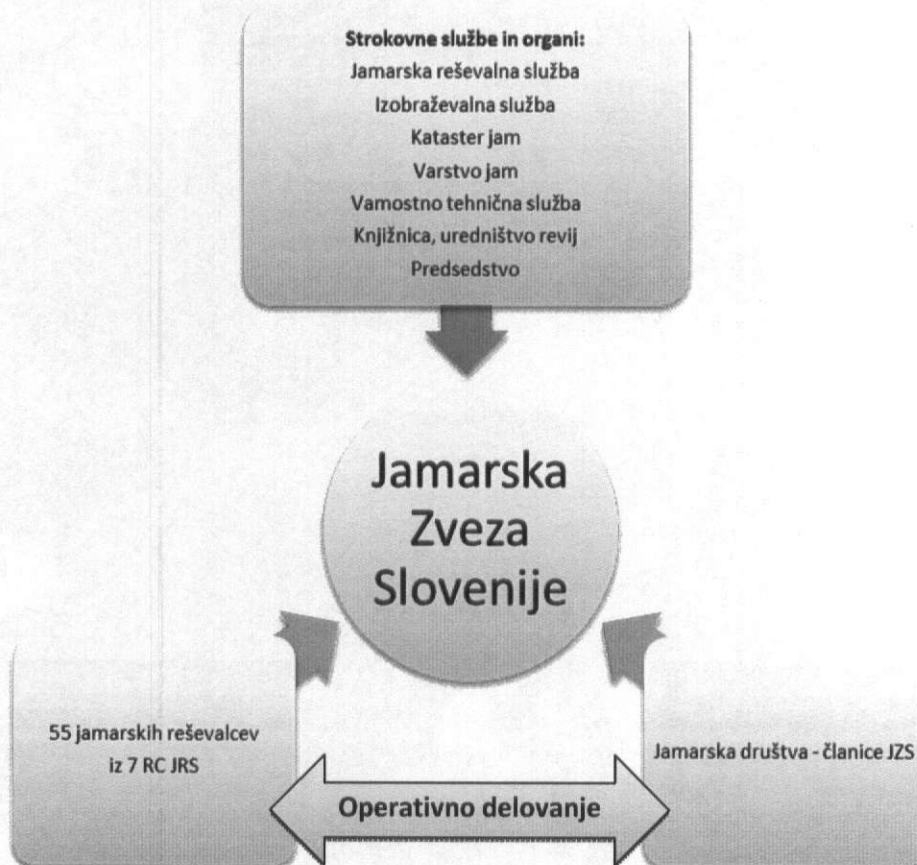 Strokovne službe in organi:
Jamarska reševalna služba
Izobraževalna služba
Kataster jam
Varstvo jam
Vamostno tehnična služba
Knjižnica, uredništvo revij
Predsedstvo
Jamarska
Zveza
Slovenije
55 jamarskih reševalcev
iz 7 RC JRS
Jamarska društva - članice JZS
Operativno delovanje